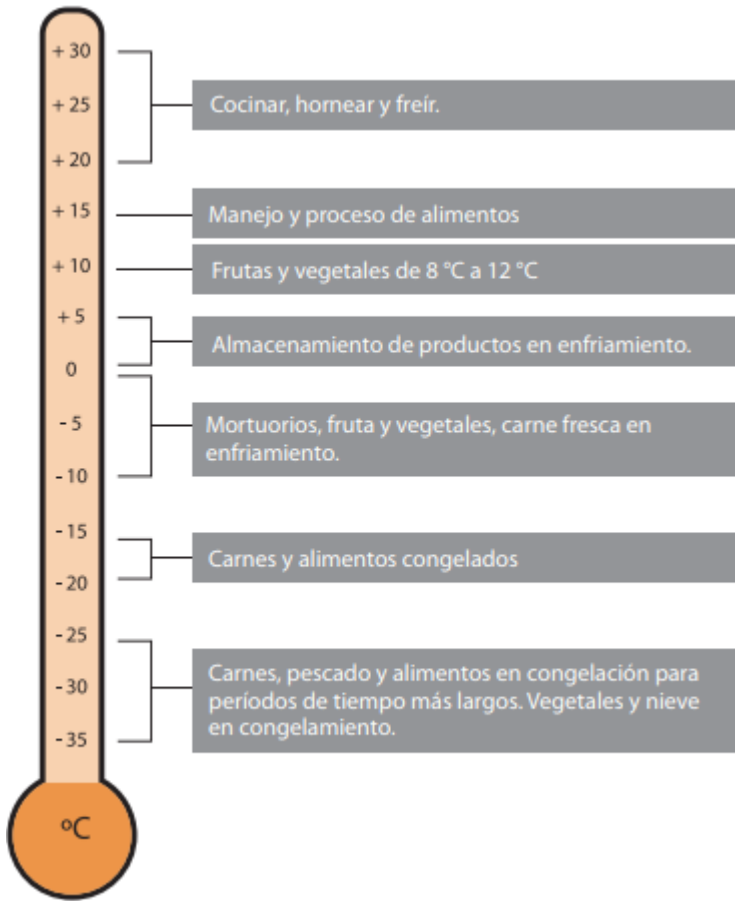 + 30
+ 25
Cocinar, hornear y freír.
+ 20
+ 15
Manejo y proceso de alimentos
+ 10
Frutas y vegetales de 8 °C a 12 °C
+ 5
Almacenamiento de productos en enfriamiento.
0
- 5
Mortuorios, fruta y vegetales, carne fresca en
enfriamiento.
- 10
- 15
Carnes y alimentos congelados
- 20
- 25
- 30
Carnes, pescado y alimentos en congelación para
períodos de tiempo más largos. Vegetales y nieve
en congelamiento.
- 35
ºC